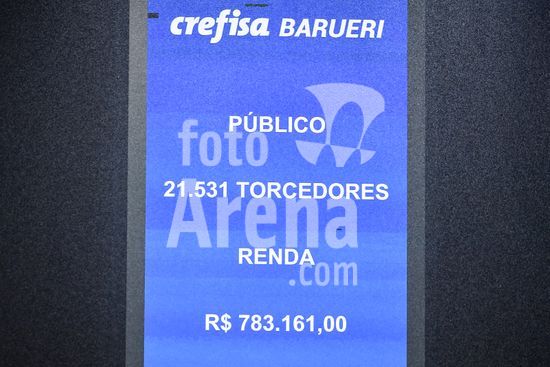 crefisa BARUERI
PÚBLICO
foto
21.531 TORCEDORES
Arena
RENDA
.com
R$ 783.161,00